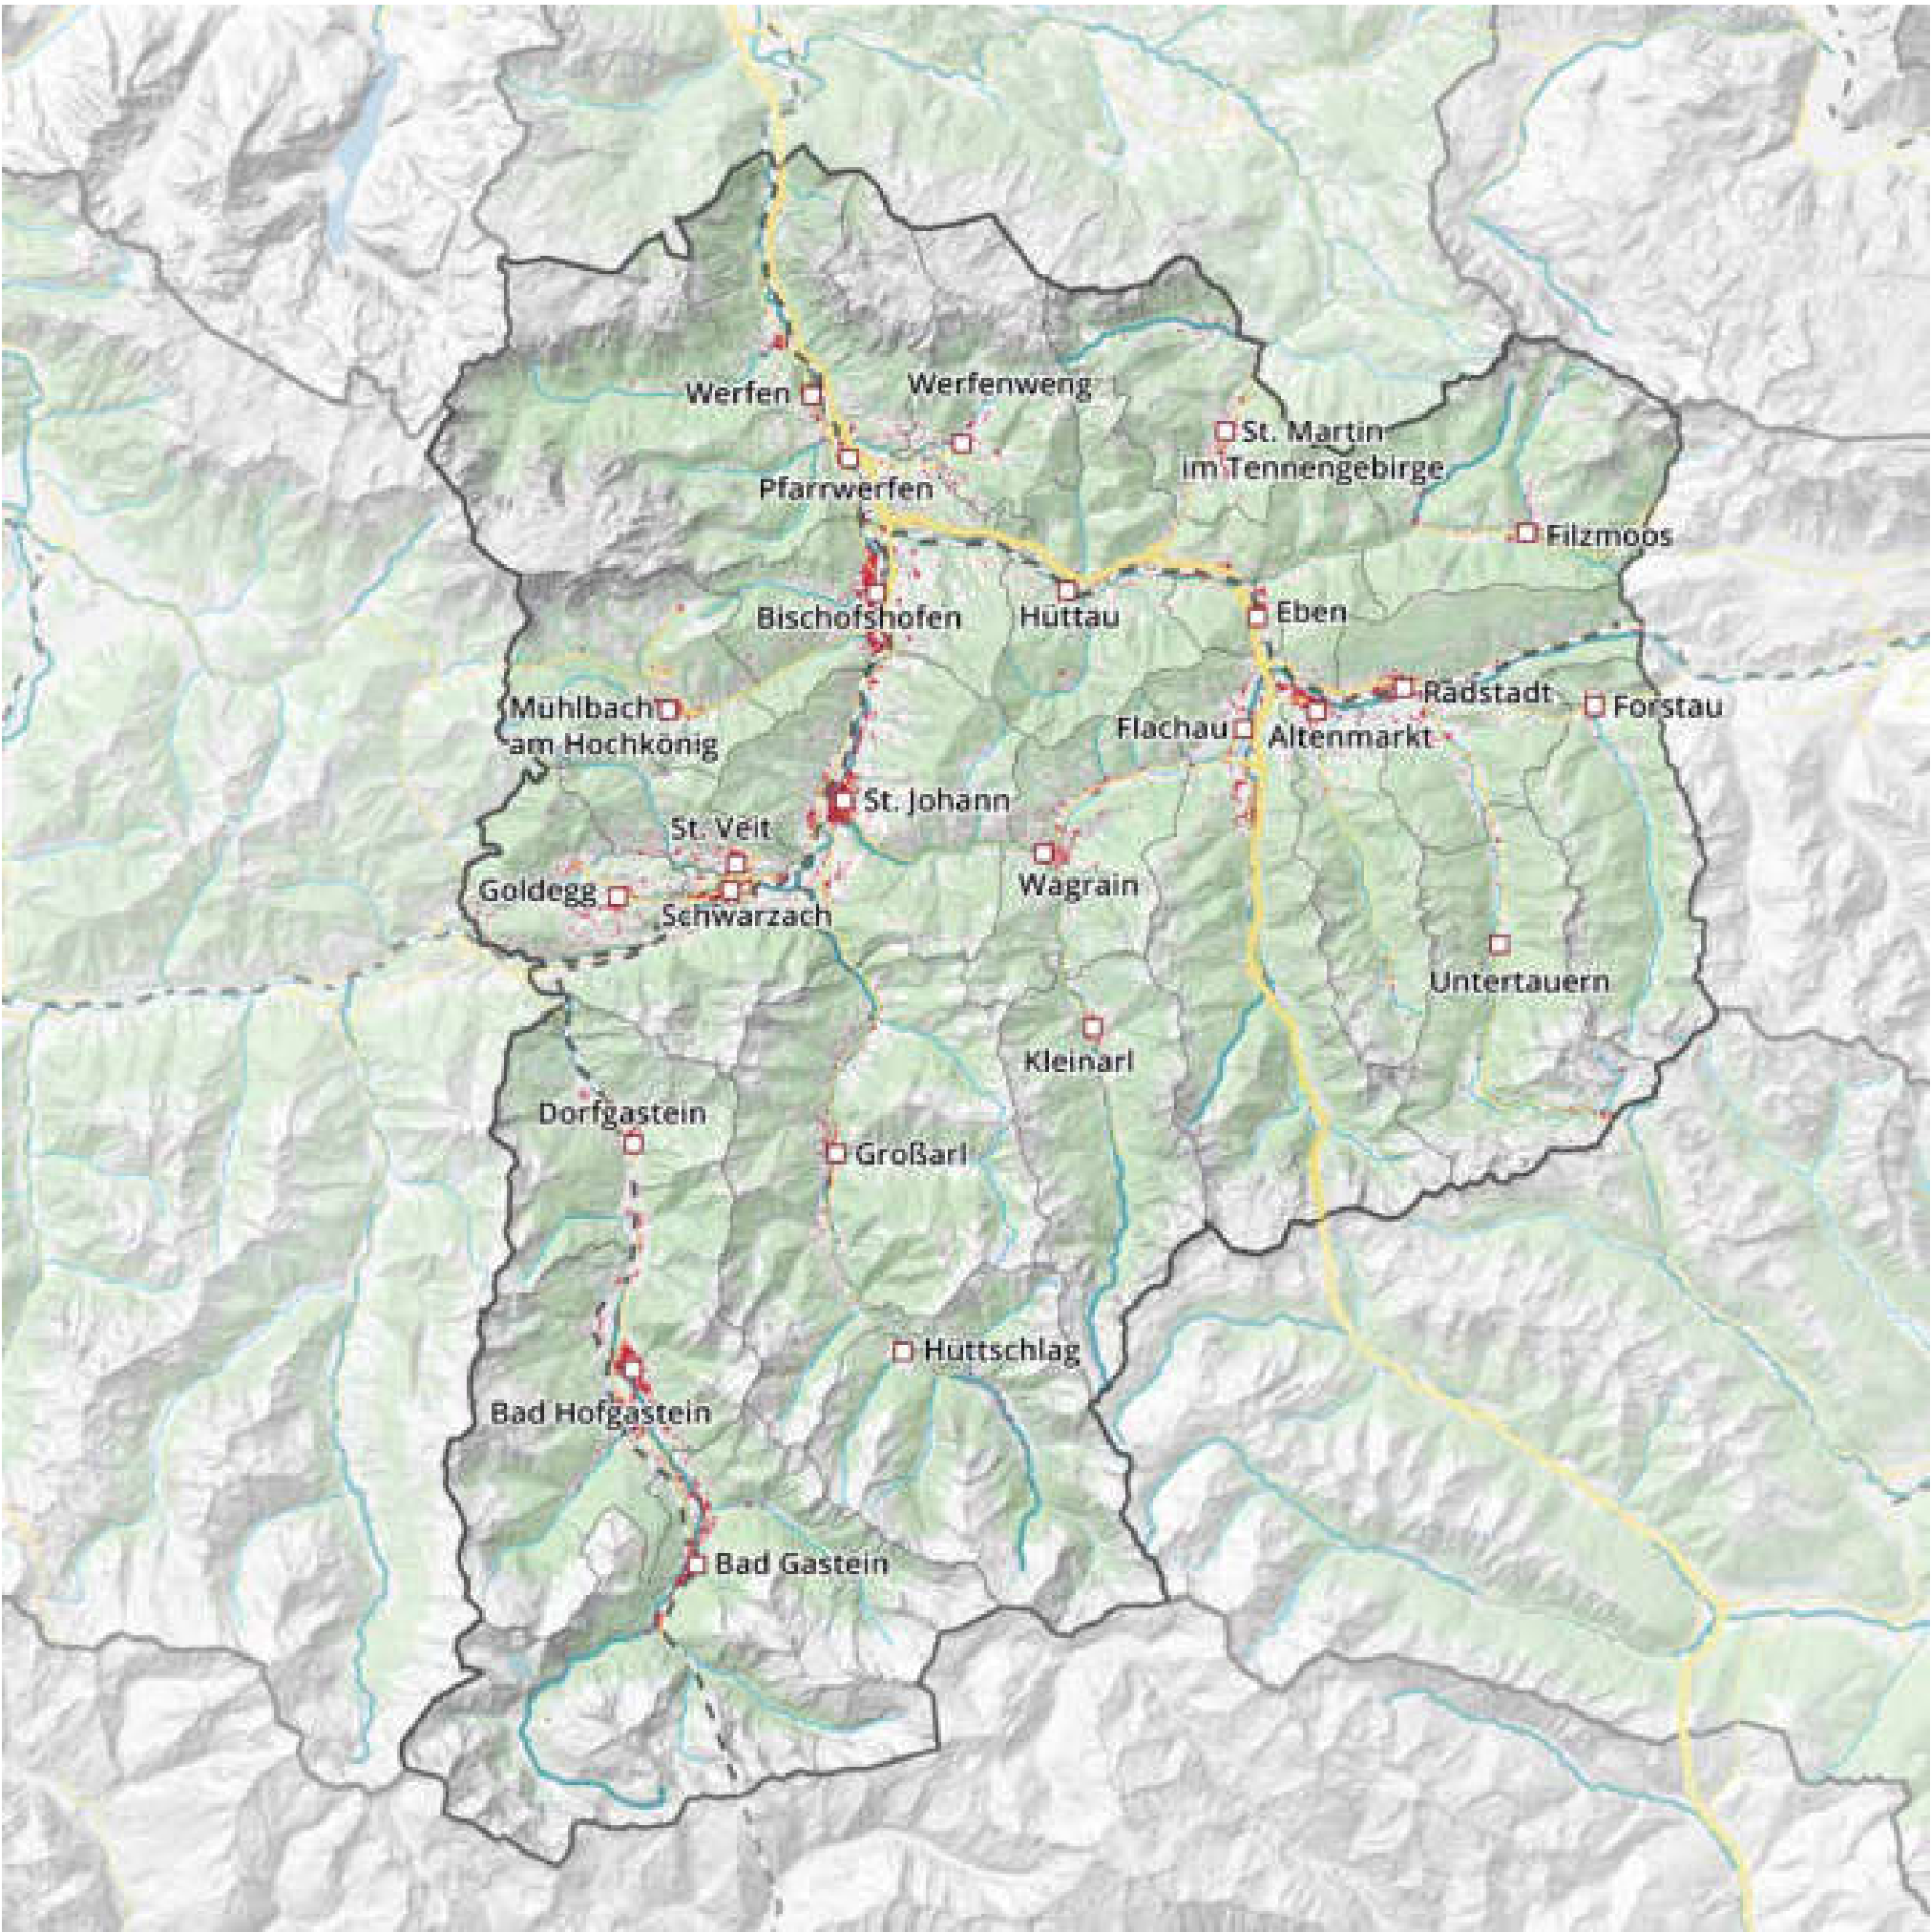 Werfen
Werfenweng
St. Martin
im Tennengebirge
Pfarrwerfen
Filzmoos
Bischofshofen
Hüttau
Eben
Mühlbach
am Hochkönig
Radstadt
Forstau
Flachau
Altenmarkt
St. Johann
St. Veit
Goldegg
Schwarzach
Wagrain
Untertauern
Kleinarl
Dorfgastein
Großarl
Hüttschlag
Bad Hofgastein
Bad Gastein